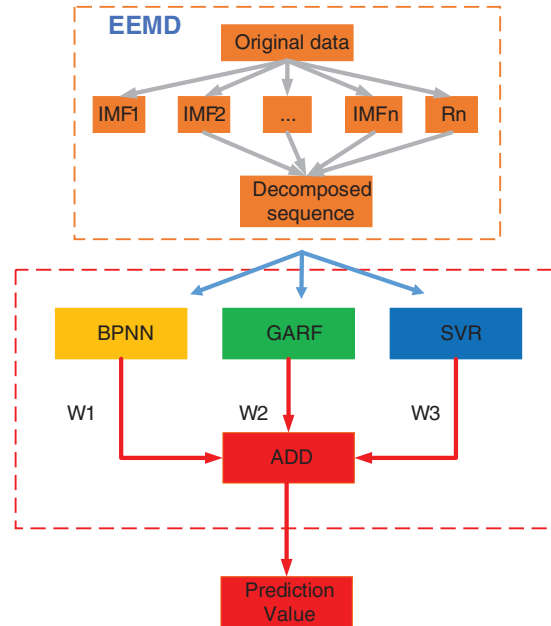 EEMD
Original data
IMF1
IMF2
...
IMFn
Rn
Decomposed
sequence
BPNN
GARF
SVR
W1
W2
W3
ADD
Prediction
Value